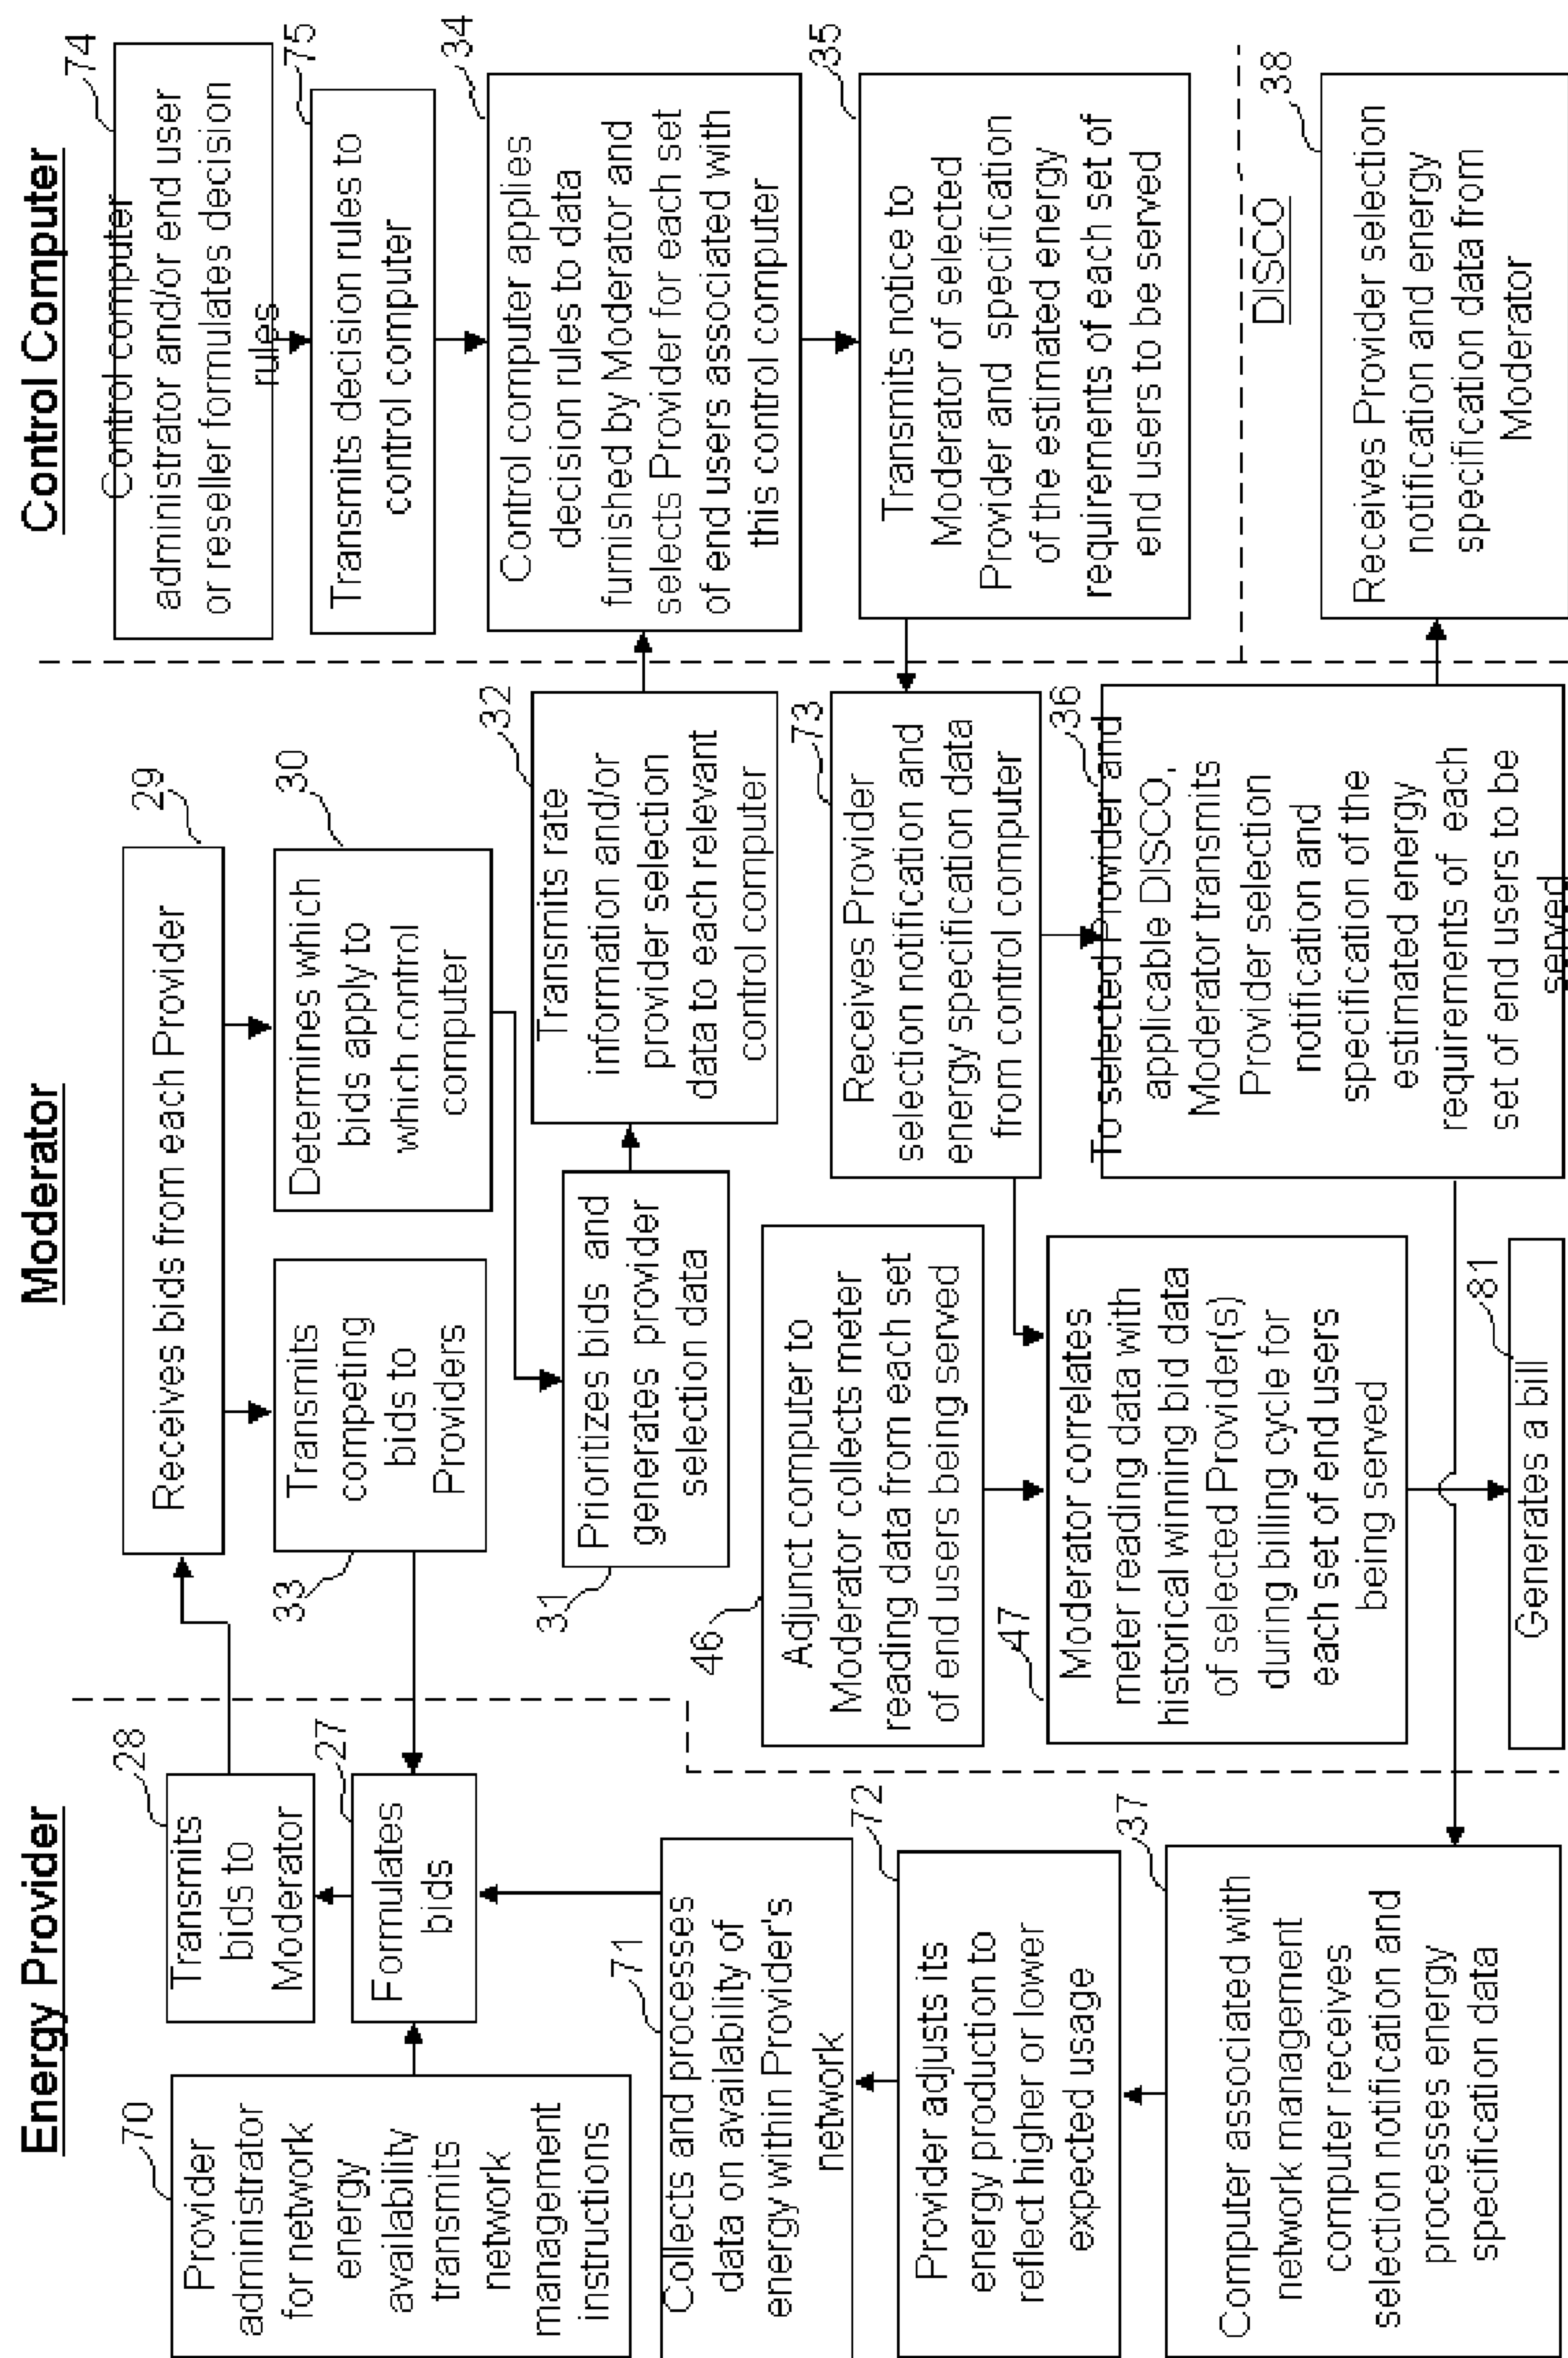 Energy Provider
70
Provider
administrator
for network
energy
availability
transmits
network
management
instructions
28
Transmits
bids to
Moderator
27
Formulates
bids
71
Collects and processes
data on availability of
energy within Provider's
network
72
Provider adjusts its
energy production to
reflect higher or lower
expected usage
37
Computer associated with
network management
computer receives
selection notification and
processes energy
specification data
Moderator
29
Receives bids from each Provider
33
Transmits
competing
bids to
Providers
30
Determines which
bids apply to
which control
computer
31
Prioritizes bids and
generates provider
selection data
32
Transmits rate
information and/or
provider selection
data to each relevant
control computer
46
Adjunct computer to
Moderator collects meter
reading data from each set
of end users being served
73
Receives Provider
selection notification and
energy specification data
from control computer
47
Moderator correlates
meter reading data with
historical winning bid data
of selected Provider(s)
during billing cycle for
each set of end users
being served
36
To selected Provider and
applicable DISCO,
Moderator transmits
Provider selection
notification and
specification of the
estimated energy
requirements of each
set of end users to be
served
81
Generates a bill
Control Computer
74
Control computer
administrator and/or end user
or reseller formulates decision
rules
75
Transmits decision rules to
control computer
34
Control computer applies
decision rules to data
furnished by Moderator and
selects Provider for each set
of end users associated with
this control computer
35
Transmits notice to
Moderator of selected
Provider and specification
of the estimated energy
requirements of each set of
end users to be served
DISCO
38
Receives Provider selection
notification and energy
specification data from
Moderator